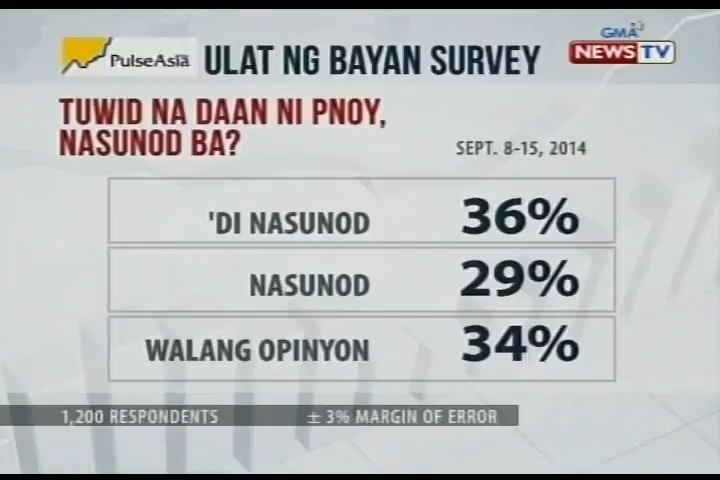 PulseAsia ULAT NG BAYAN SURVEY
GMA
NEWS TV
TUWID NA DAAN NI PNOY,
NASUNOD BA?
SEPT. 8-15, 2014
'DI NASUNOD 36%
NASUNOD 29%
WALANG OPINYON 34%
1,200 RESPONDENTS ± 3% MARGIN OF ERROR